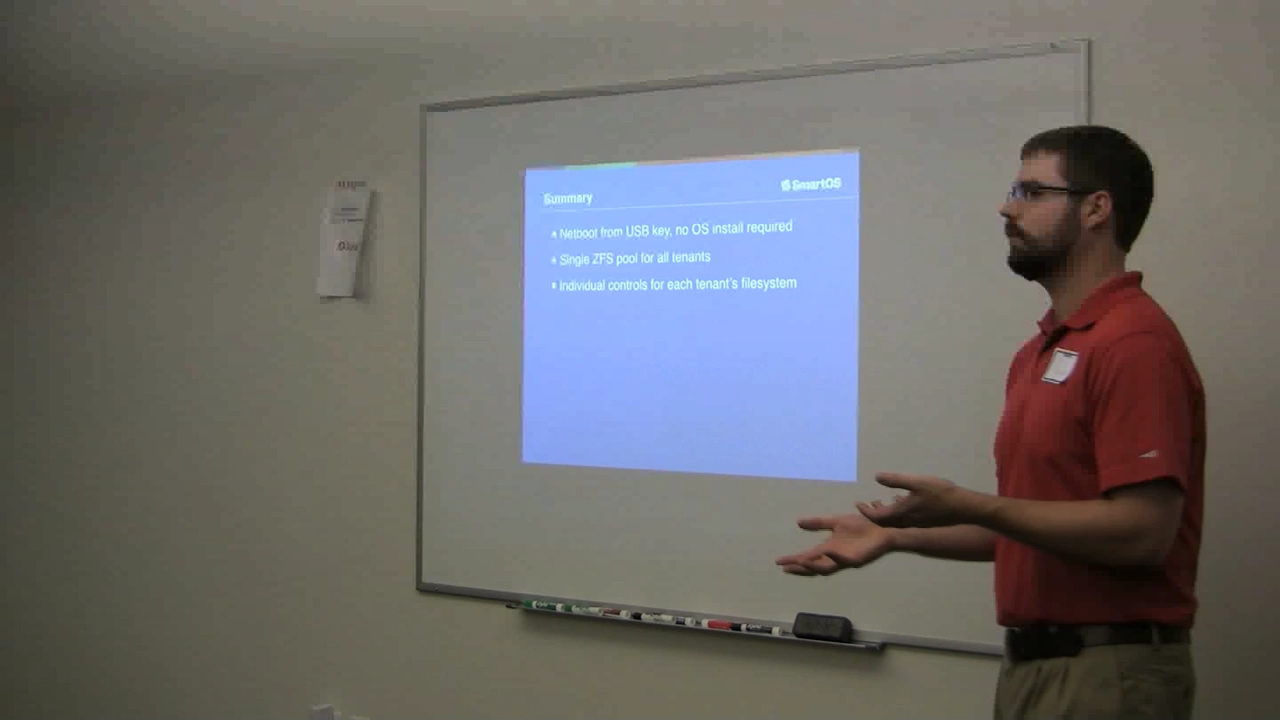 Summary
SmartOS
Netboot from USB key, no OS install required
Single ZFS pool for all tenants
Individual controls for each tenant's filesystem